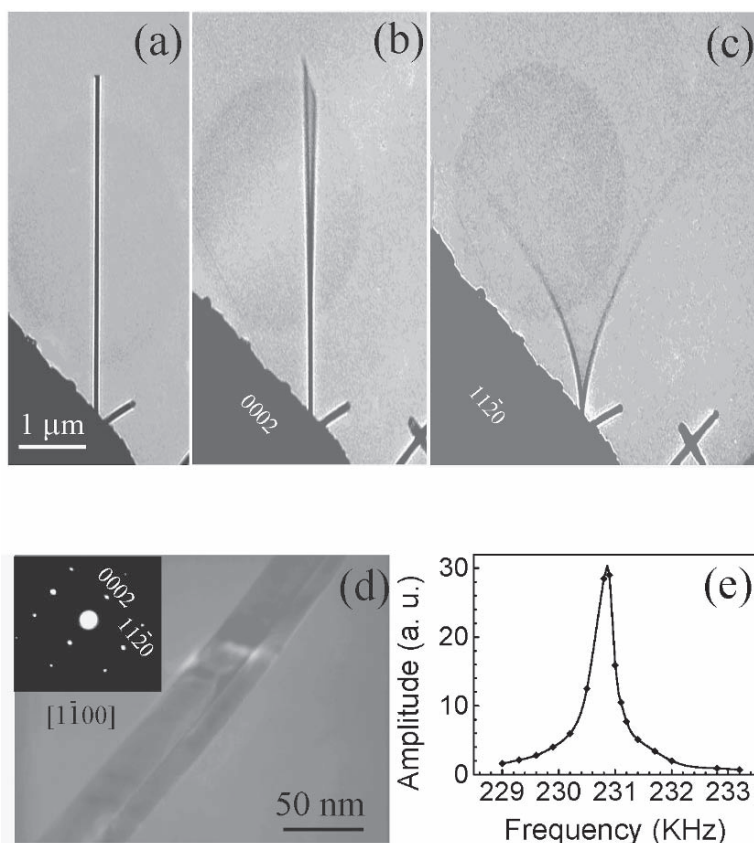 (a)
(b)
(c)
1 μm
0002
112̄0
(d)
0002
112̄0
[11̄00]
50 nm
(e)
30
20
10
0
Amplitude (a. u.)
229 230 231 232 233
Frequency (KHz)